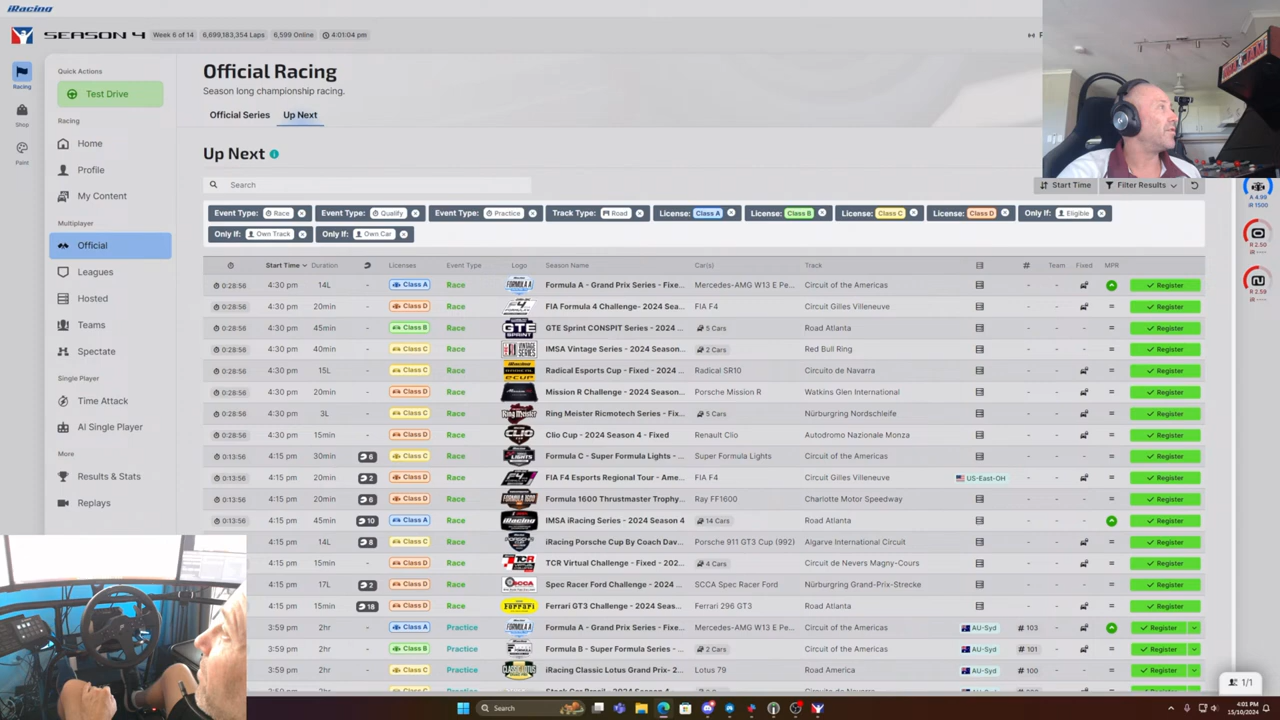 iRacing
SEASON 4 Week 6 of 14 6,699,183,354 Laps 6,599 Online 4:01:04 pm
Racing
Shop
Paint
Quick Actions
Test Drive
Racing
Home
Profile
My Content
Multiplayer
Official
Leagues
Hosted
Teams
Spectate
Single Player
Time Attack
AI Single Player
More
Results & Stats
Replays
Official Racing
Season long championship racing.
Official Series Up Next
Up Next
Search Start Time Filter Results
Event Type: Race Event Type: Qualify Event Type: Practice Track Type: Road License: Class A License: Class B License: Class C License: Class D Only If: Eligible
Only If: Own Track Only If: Own Car
Start Time Duration Licenses Event Type Logo Season Name Car(s) Track # Team Fixed MPR
0:28:56 4:30 pm 14L - Class A Race Formula A - Grand Prix Series - Fixe... Mercedes-AMG W13 E Pe... Circuit of the Americas - - Register
0:28:56 4:30 pm 20min - Class D Race FIA Formula 4 Challenge- 2024 Sea... FIA F4 Circuit Gilles Villeneuve - - = Register
0:28:56 4:30 pm 45min - Class B Race GTE Sprint CONSPIT Series - 2024 ... 5 Cars Road Atlanta - - = Register
0:28:56 4:30 pm 40min - Class C Race IMSA Vintage Series - 2024 Season... 2 Cars Red Bull Ring - - = Register
0:28:56 4:30 pm 15L - Class C Race Radical Esports Cup - Fixed - 2024 ... Radical SR10 Circuito de Navarra - - = Register
0:28:56 4:30 pm 20min - Class D Race Mission R Challenge - 2024 Season... Porsche Mission R Watkins Glen International - - = Register
0:28:56 4:30 pm 3L - Class C Race Ring Meister Ricmotech Series - Fix... 5 Cars Nürburgring Nordschleife - - = Register
0:28:56 4:30 pm 15min - Class D Race Clio Cup - 2024 Season 4 - Fixed Renault Clio Autodromo Nazionale Monza - - = Register
0:13:56 4:15 pm 30min 6 Class C Race Formula C - Super Formula Lights - ... Super Formula Lights Circuit of the Americas - - = Register
0:13:56 4:15 pm 20min 2 Class D Race FIA F4 Esports Regional Tour - Ame... FIA F4 Circuit Gilles Villeneuve US-East-OH - - = Register
0:13:56 4:15 pm 20min 6 Class D Race Formula 1600 Thrustmaster Trophy... Ray FF1600 Charlotte Motor Speedway - - = Register
0:13:56 4:15 pm 45min 10 Class A Race IMSA iRacing Series - 2024 Season 4 14 Cars Road Atlanta - - Register
4:15 pm 14L 8 Class C Race iRacing Porsche Cup By Coach Dav... Porsche 911 GT3 Cup (992) Algarve International Circuit - - = Register
4:15 pm 15min - Class D Race TCR Virtual Challenge - Fixed - 202... 4 Cars Circuit de Nevers Magny-Cours - - = Register
4:15 pm 17L 2 Class D Race Spec Racer Ford Challenge - 2024 ... SCCA Spec Racer Ford Nürburgring Grand-Prix-Strecke - - = Register
4:15 pm 15min 18 Class D Race Ferrari GT3 Challenge - 2024 Seas... Ferrari 296 GT3 Road Atlanta - - = Register
3:59 pm 2hr - Class A Practice Formula A - Grand Prix Series - Fixe... Mercedes-AMG W13 E Pe... Circuit of the Americas AU-Syd # 103 - Register
3:59 pm 2hr - Class B Practice Formula B - Super Formula Series -... 2 Cars Circuit of the Americas AU-Syd # 101 - = Register
3:59 pm 2hr - Class C Practice iRacing Classic Lotus Grand Prix- 2... Lotus 79 Road America AU-Syd # 100 - = Register
A 4.99
iR 1500
R 2.50
iR ----
R 2.59
iR ----
1/1
Search
4:01 PM
15/10/2024